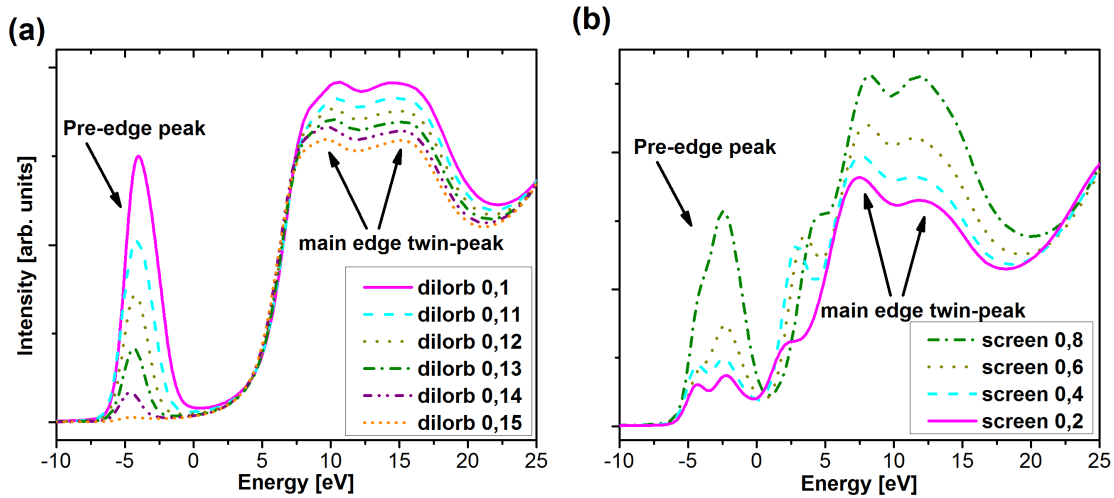 (a)
Pre-edge peak
main edge twin-peak
dilorb 0,1
dilorb 0,11
dilorb 0,12
dilorb 0,13
dilorb 0,14
dilorb 0,15
Intensity [arb. units]
-10 -5 0 5 10 15 20 25
Energy [eV]
(b)
Pre-edge peak
main edge twin-peak
screen 0,8
screen 0,6
screen 0,4
screen 0,2
-10 -5 0 5 10 15 20 25
Energy [eV]